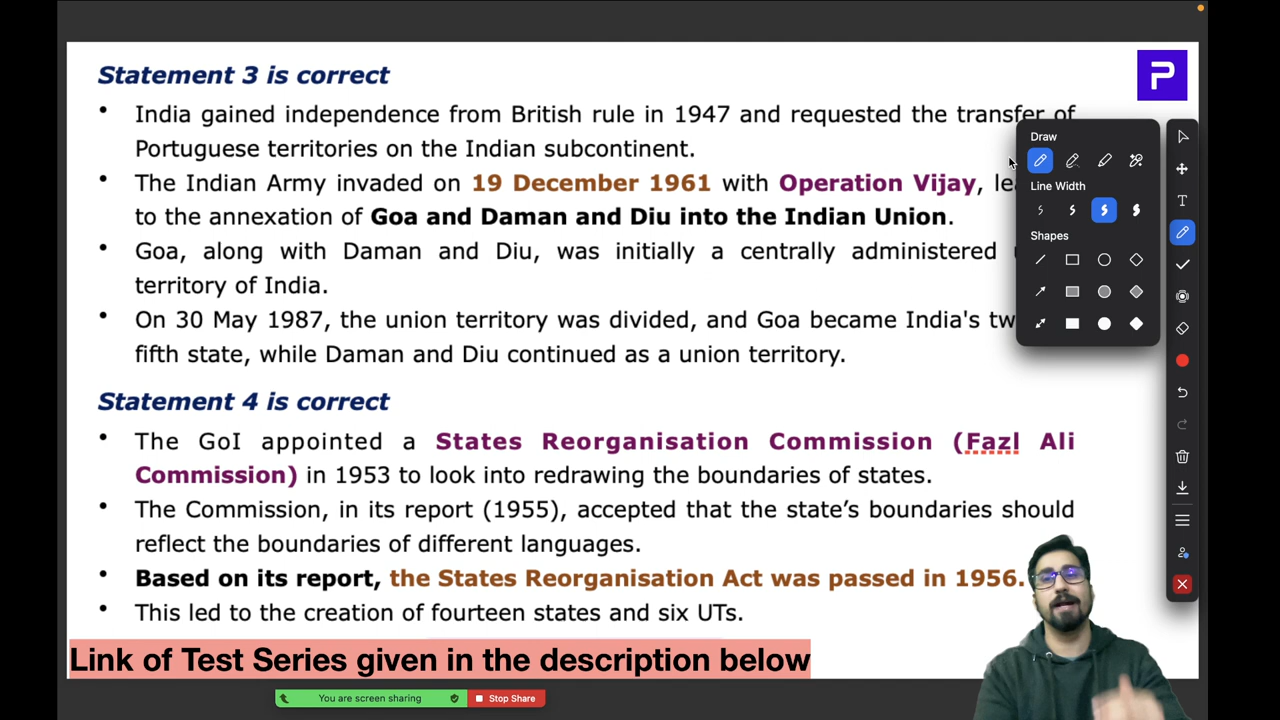 Statement 3 is correct
• India gained independence from British rule in 1947 and requested the transfer of
Portuguese territories on the Indian subcontinent.
• The Indian Army invaded on 19 December 1961 with Operation Vijay,
to the annexation of Goa and Daman and Diu into the Indian Union.
• Goa, along with Daman and Diu, was initially a centrally administered
territory of India.
• On 30 May 1987, the union territory was divided, and Goa became India's
fifth state, while Daman and Diu continued as a union territory.
Statement 4 is correct
• The GoI appointed a States Reorganisation Commission (Fazl Ali
Commission) in 1953 to look into redrawing the boundaries of states.
• The Commission, in its report (1955), accepted that the state's boundaries should
reflect the boundaries of different languages.
• Based on its report, the States Reorganisation Act was passed in 1956.
• This led to the creation of fourteen states and six UTs.
Link of Test Series given in the description below
You are screen sharing
Stop Share
P
Draw
Line Width
Shapes
T